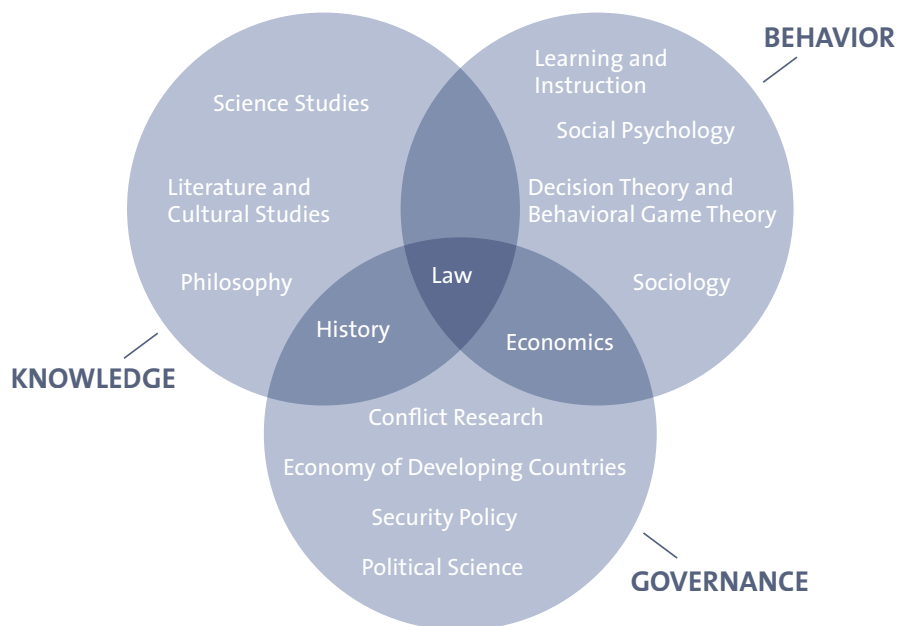 BEHAVIOR
Learning and
Instruction
Science Studies
Social Psychology
Literature and
Cultural Studies
Decision Theory and
Behavioral Game Theory
Law
Philosophy
Sociology
History
Economics
KNOWLEDGE
Conflict Research
Economy of Developing Countries
Security Policy
Political Science
GOVERNANCE